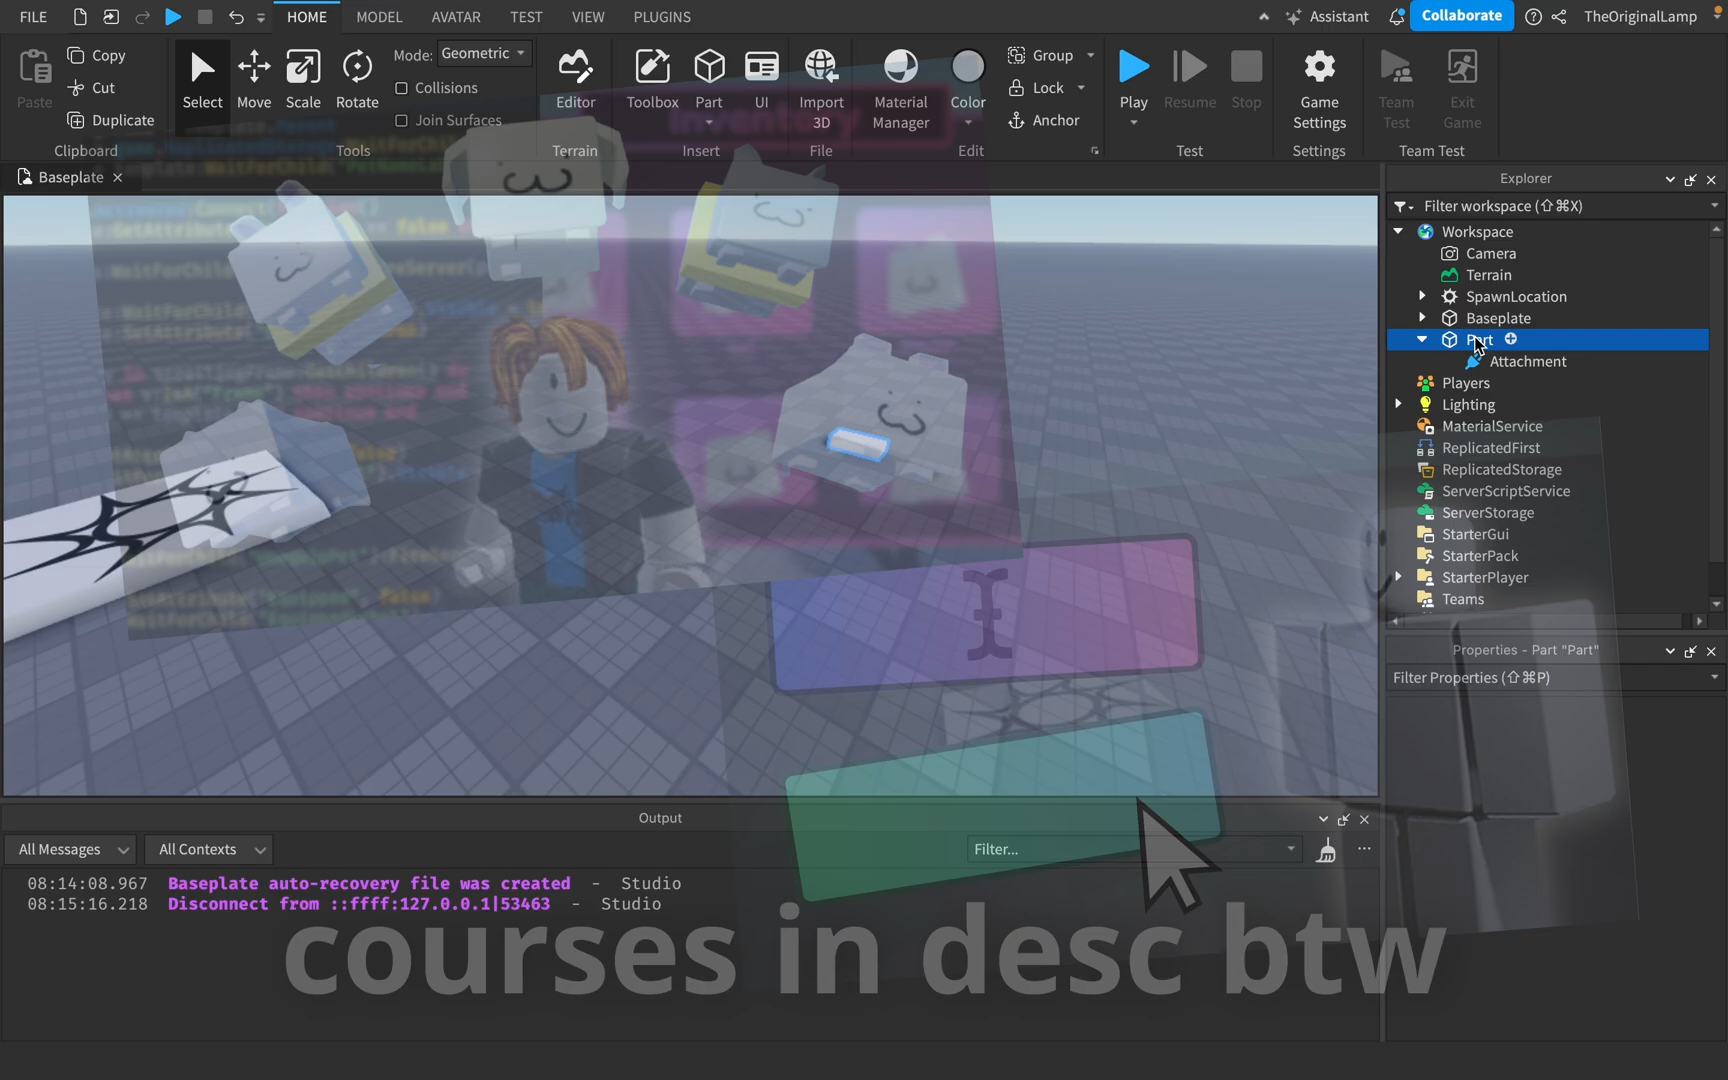 FILE HOME MODEL AVATAR TEST VIEW PLUGINS Assistant Collaborate TheOriginalLamp
Paste Copy Cut Duplicate Clipboard
Select Move Scale Rotate Mode: Geometric Collisions Join Surfaces Tools
Editor Terrain
Toolbox Part UI Insert
Import 3D File
Material Manager Color Group Lock Anchor Edit
Play Resume Stop Test
Game Settings Settings
Team Test Exit Game Team Test
Inventory
Baseplate
Explorer
Filter workspace (⇧⌘X)
Workspace
Camera
Terrain
SpawnLocation
Baseplate
Part
Attachment
Players
Lighting
MaterialService
ReplicatedFirst
ReplicatedStorage
ServerScriptService
ServerStorage
StarterGui
StarterPack
StarterPlayer
Teams
Properties - Part "Part"
Filter Properties (⇧⌘P)
Output
All Messages All Contexts Filter...
08:14:08.967 Baseplate auto-recovery file was created - Studio
08:15:16.218 Disconnect from ::ffff:127.0.0.1|53463 - Studio
courses in desc btw